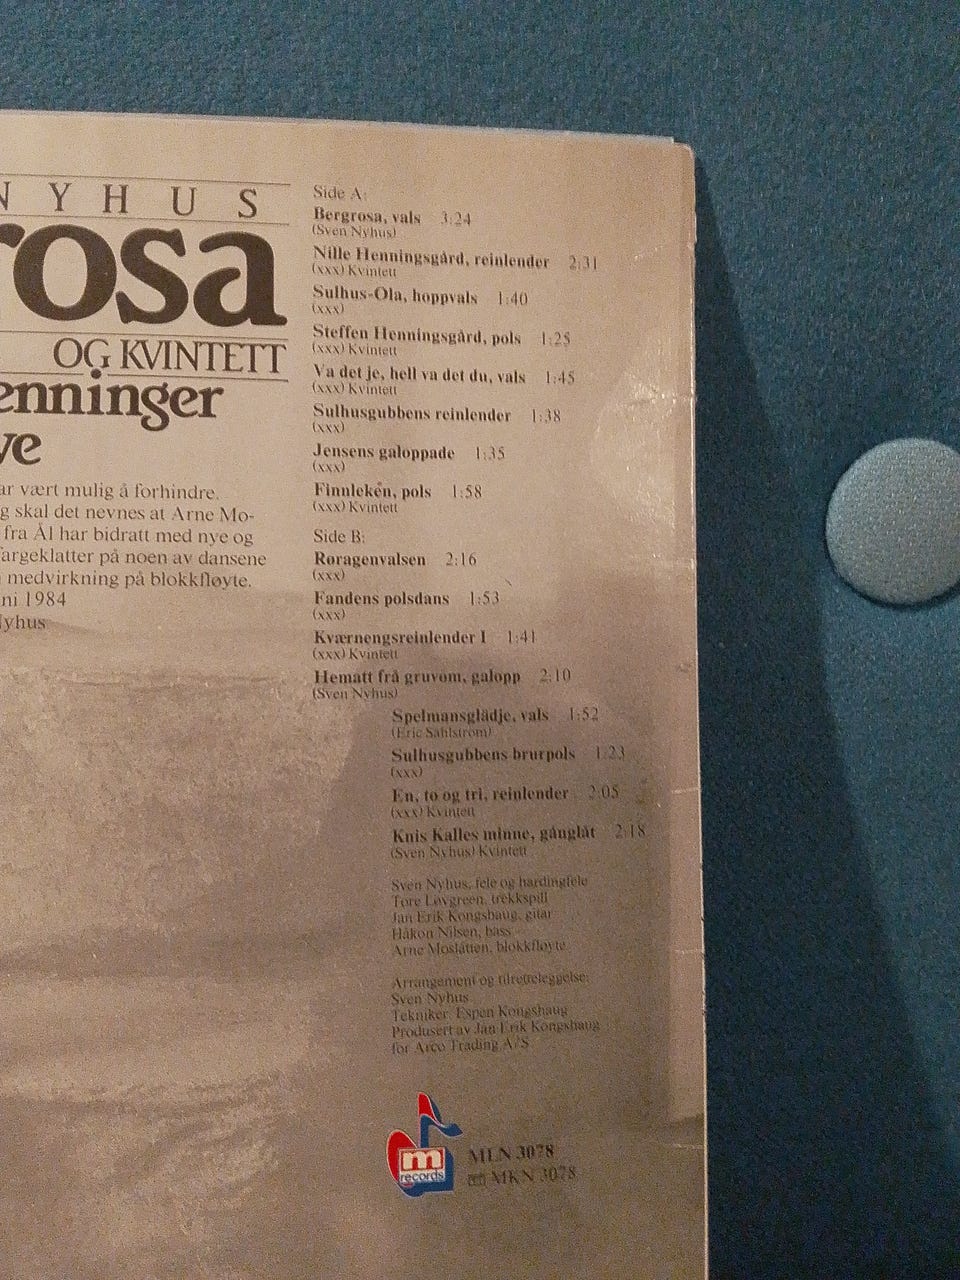 NYHUS
rosa
OG KVINTETT
enninger
ve
ar vært mulig å forhindre.
g skal det nevnes at Arne Mo-
fra Ål har bidratt med nye og
fargeklatter på noen av dansene
medvirkning på blokkfløyte.
ni 1984
Nyhus
Side A:
Bergrosa, vals 3:24
(Sven Nyhus)
Nille Henningsgård, reinlender 2:31
(xxx) Kvintett
Sulhus-Ola, hoppvals 1:40
(xxx)
Steffen Henningsgård, pols 1:25
(xxx) Kvintett
Va det je, hell va det du, vals 1:45
(xxx) Kvintett
Sulhusgubbens reinlender 1:38
(xxx)
Jensens galoppade 1:35
(xxx)
Finnleken, pols 1:58
(xxx) Kvintett
Side B:
Røragenvalsen 2:16
(xxx)
Fandens polsdans 1:53
(xxx)
Kværnengsreinlender I 1:41
(xxx) Kvintett
Hematt frå gruvom, galopp 2:10
(Sven Nyhus)
Spelmansglädje, vals 1:52
(Eric Sahlström)
Sulhusgubbens brurpols 1:23
(xxx)
En, to og tri, reinlender 2:05
(xxx) Kvintett
Knis Kalles minne, gånglåt 2:18
(Sven Nyhus) Kvintett
Sven Nyhus, fele og hardingfele
Tore Løvgreen, trekkspill
Jan Erik Kongshaug, gitar
Håkon Nilsen, bass
Arne Moslåtten, blokkfløyte
Arrangement og tilretteleggelse:
Sven Nyhus
Tekniker: Espen Kongshaug
Produsert av Jan Erik Kongshaug
for Arco Trading A/S
m
records
MLN 3078
MKN 3078